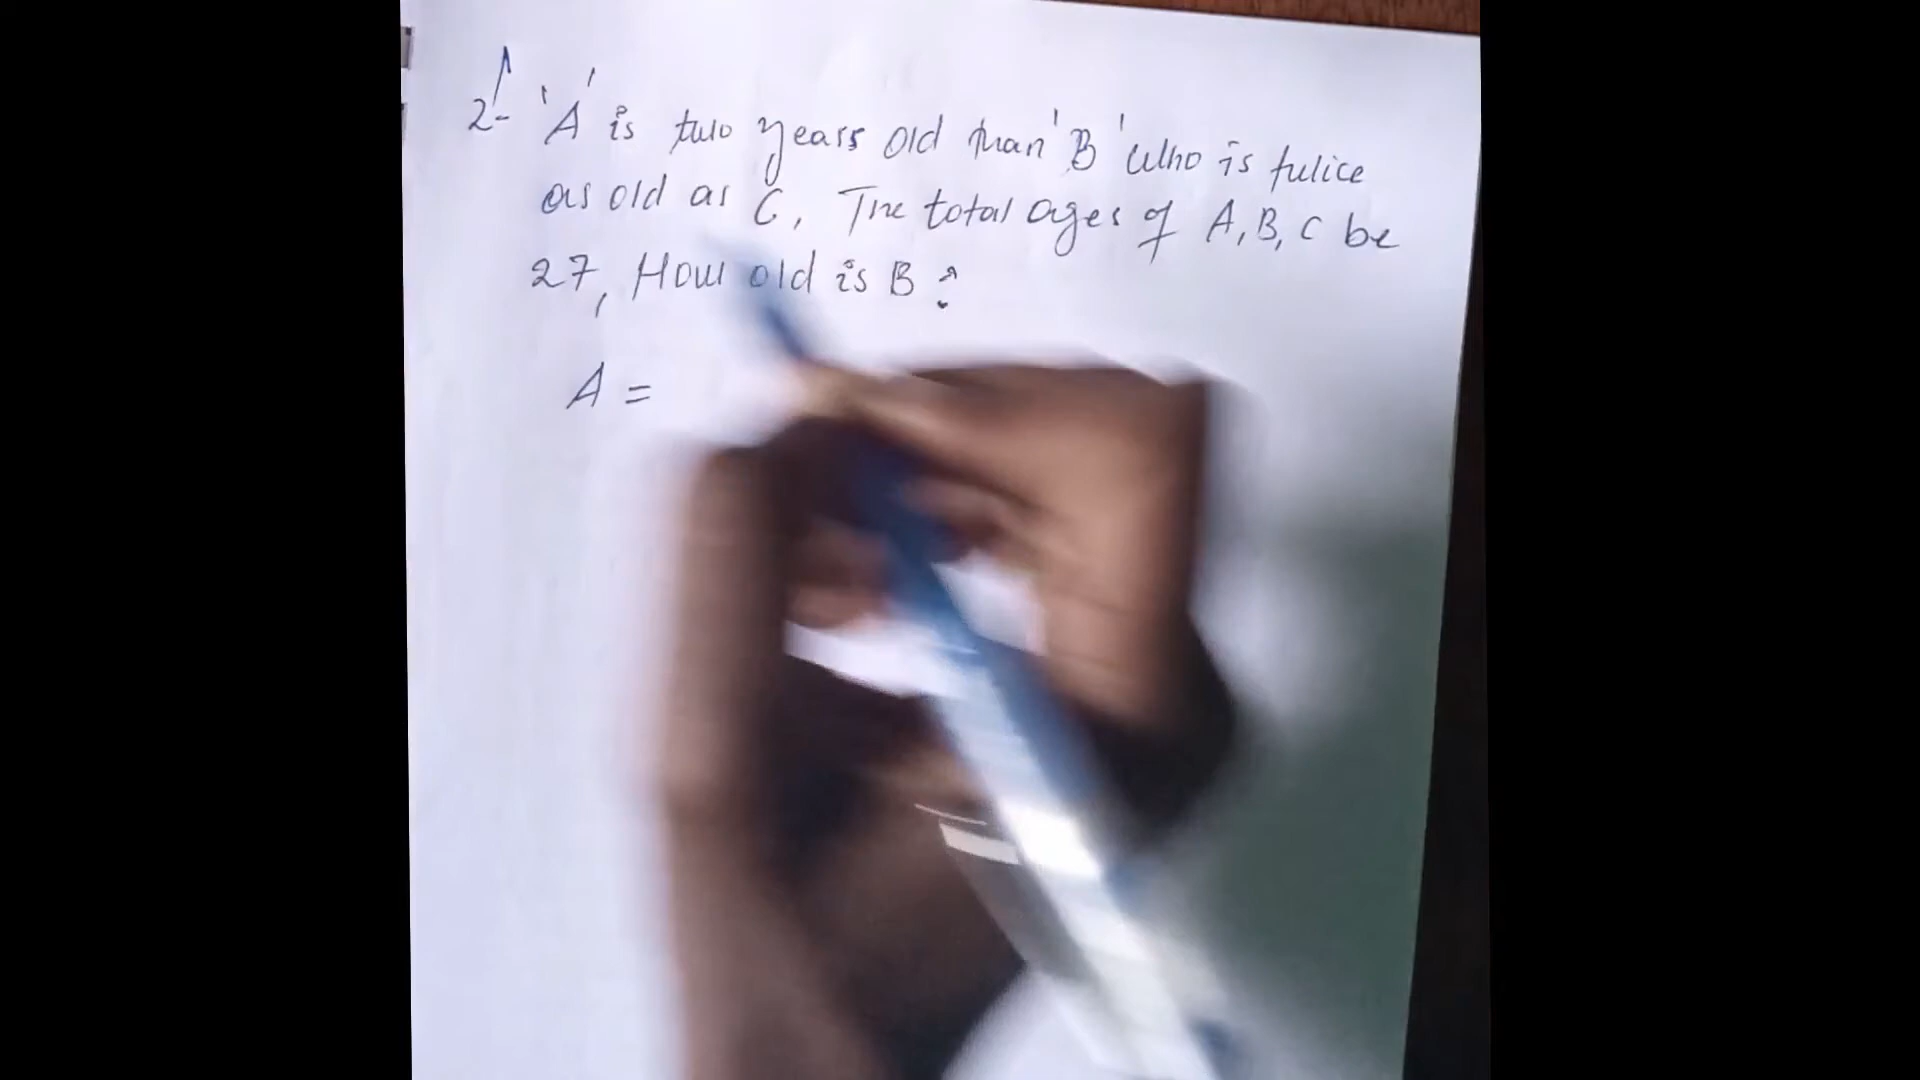 2- 'A' is two years old than 'B' who is twice
as old as C, The total ages of A, B, C be
27, How old is B ?
A =